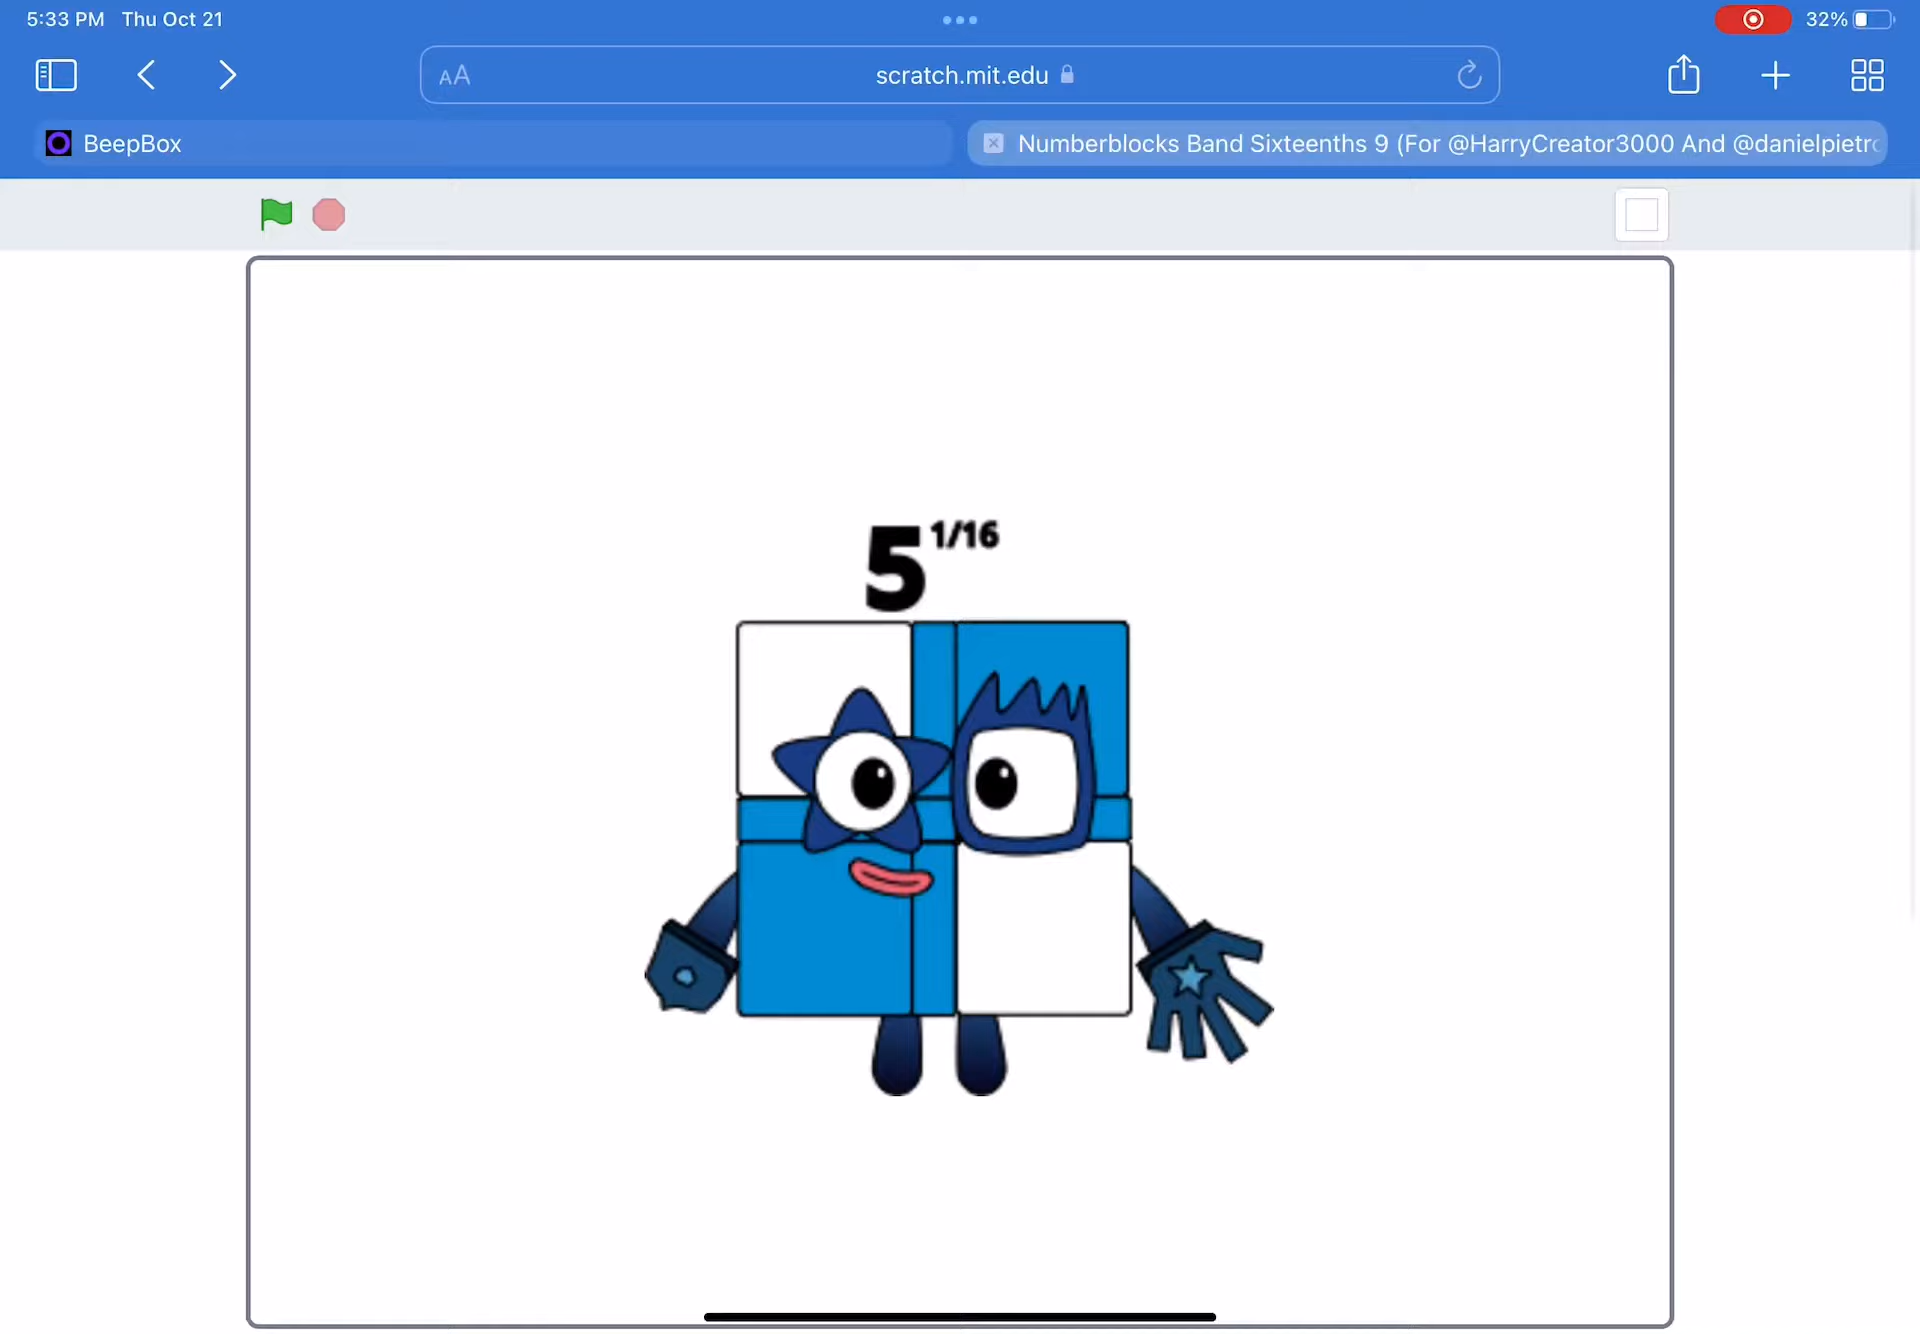 5:33 PM Thu Oct 21
32%
AA
scratch.mit.edu
BeepBox
Numberblocks Band Sixteenths 9 (For @HarryCreator3000 And @danielpietro
5 1/16